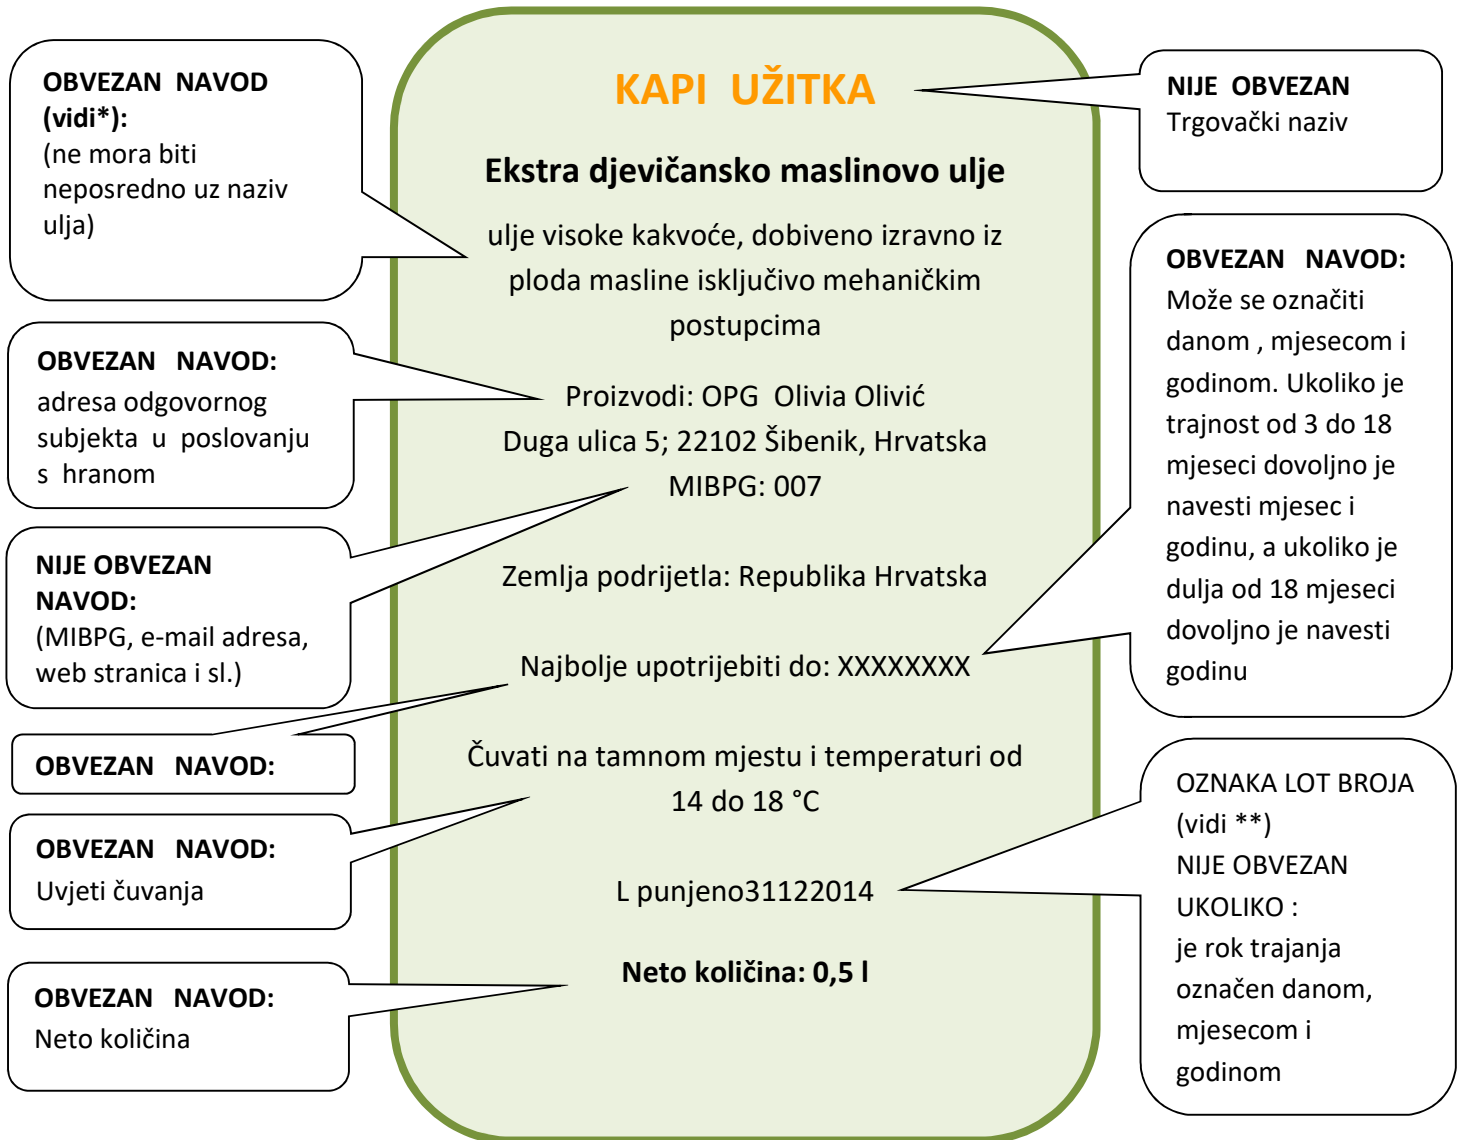 OBVEZAN NAVOD
(vidi*):
(ne mora biti
neposredno uz naziv
ulja)
OBVEZAN NAVOD:
adresa odgovornog
subjekta u poslovanju
s hranom
NIJE OBVEZAN
NAVOD:
(MIBPG, e-mail adresa,
web stranica i sl.)
OBVEZAN NAVOD:
OBVEZAN NAVOD:
Uvjeti čuvanja
OBVEZAN NAVOD:
Neto količina
KAPI UŽITKA
Ekstra djevičansko maslinovo ulje
ulje visoke kakvoće, dobiveno izravno iz
ploda masline isključivo mehaničkim
postupcima
Proizvodi: OPG Olivia Olivić
Duga ulica 5; 22102 Šibenik, Hrvatska
MIBPG: 007
Zemlja podrijetla: Republika Hrvatska
Najbolje upotrijebiti do: XXXXXXXX
Čuvati na tamnom mjestu i temperaturi od
14 do 18 °C
L punjeno31122014
Neto količina: 0,5 l
NIJE OBVEZAN
Trgovački naziv
OBVEZAN NAVOD:
Može se označiti
danom , mjesecom i
godinom. Ukoliko je
trajnost od 3 do 18
mjeseci dovoljno je
navesti mjesec i
godinu, a ukoliko je
dulja od 18 mjeseci
dovoljno je navesti
godinu
OZNAKA LOT BROJA
(vidi **)
NIJE OBVEZAN
UKOLIKO :
je rok trajanja
označen danom,
mjesecom i
godinom